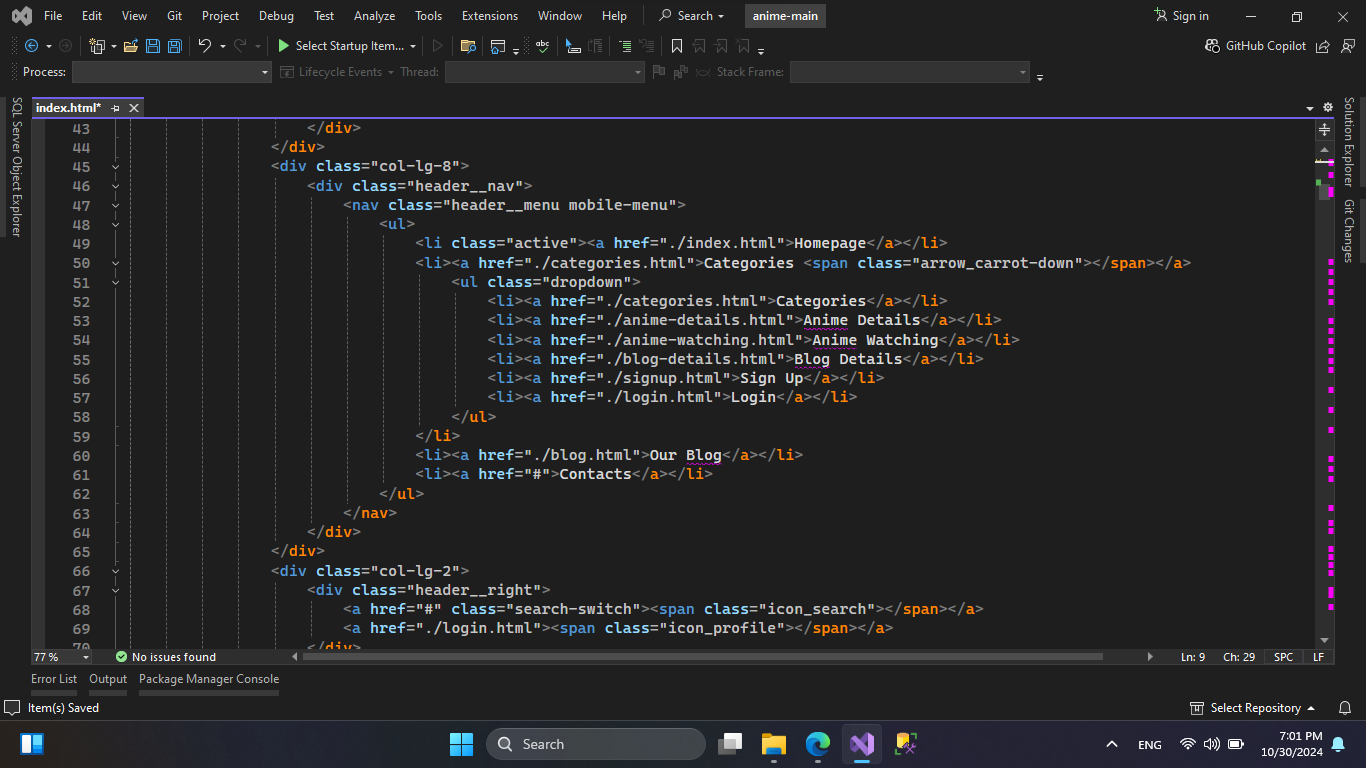 File Edit View Git Project Debug Test Analyze Tools Extensions Window Help Search anime-main Sign in
Select Startup Item... abc GitHub Copilot
Process: Lifecycle Events Thread: Stack Frame:
index.html*
SQL Server Object Explorer
Solution Explorer
Git Changes
43 </div>
44 </div>
45 <div class="col-lg-8">
46 <div class="header__nav">
47 <nav class="header__menu mobile-menu">
48 <ul>
49 <li class="active"><a href="./index.html">Homepage</a></li>
50 <li><a href="./categories.html">Categories <span class="arrow_carrot-down"></span></a>
51 <ul class="dropdown">
52 <li><a href="./categories.html">Categories</a></li>
53 <li><a href="./anime-details.html">Anime Details</a></li>
54 <li><a href="./anime-watching.html">Anime Watching</a></li>
55 <li><a href="./blog-details.html">Blog Details</a></li>
56 <li><a href="./signup.html">Sign Up</a></li>
57 <li><a href="./login.html">Login</a></li>
58 </ul>
59 </li>
60 <li><a href="./blog.html">Our Blog</a></li>
61 <li><a href="#">Contacts</a></li>
62 </ul>
63 </nav>
64 </div>
65 </div>
66 <div class="col-lg-2">
67 <div class="header__right">
68 <a href="#" class="search-switch"><span class="icon_search"></span></a>
69 <a href="./login.html"><span class="icon_profile"></span></a>
70 </div>
77 % No issues found Ln: 9 Ch: 29 SPC LF
Error List Output Package Manager Console
Item(s) Saved Select Repository
Search ENG 7:01 PM
10/30/2024